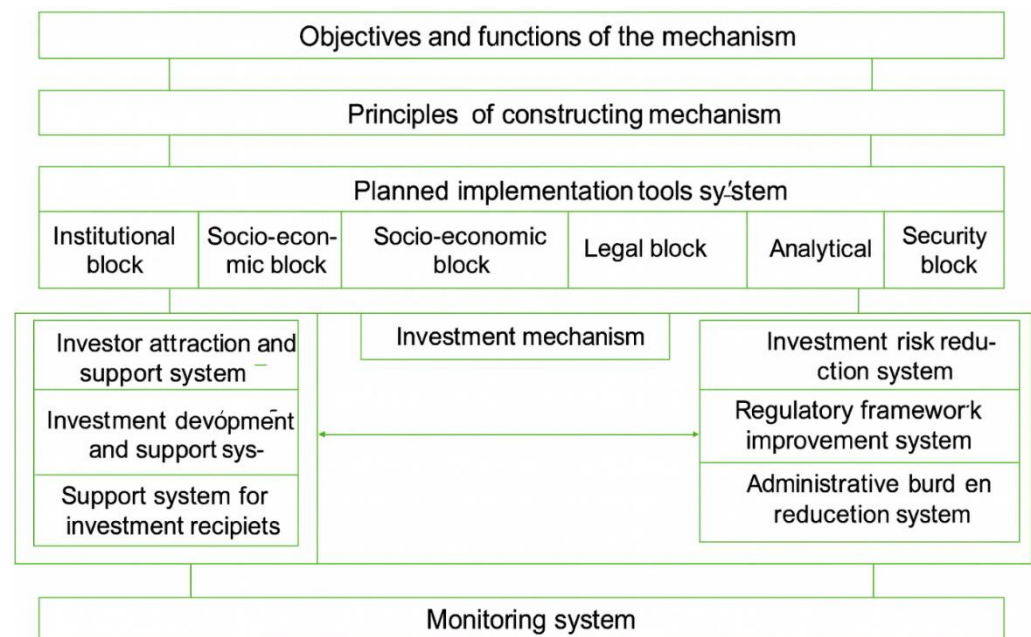 Objectives and functions of the mechanism
Principles of constructing mechanism
Planned implementation tools sy'stem
Institutional
block
Socio-econ-
mic block
Socio-economic
block
Legal block
Analytical
Security
block
Investment mechanism
Investor attraction and
support system
Investment devópment
and support sys-
Support system for
investment recipiets
Investment risk redu-
ction system
Regulatory framework
improvement system
Administrative burd en
reducetion system
Monitoring system